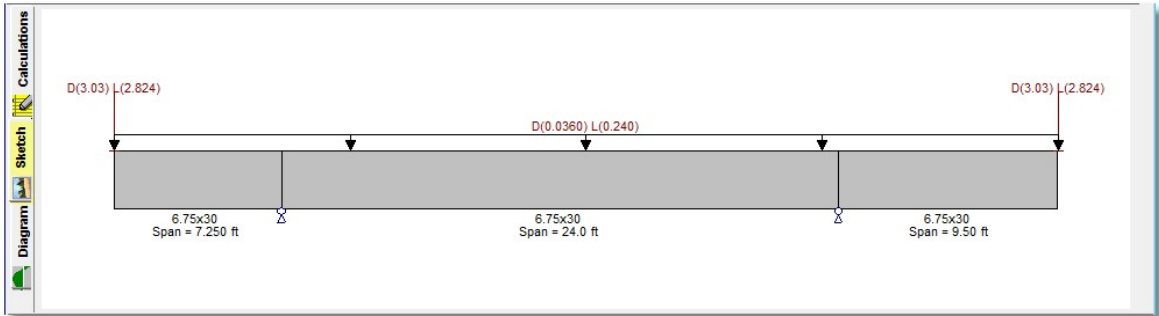 Calculations
Sketch
Diagram
D(3.03) L(2.824)
D(3.03) L(2.824)
D(0.0360) L(0.240)
6.75x30
Span = 7.250 ft
6.75x30
Span = 24.0 ft
6.75x30
Span = 9.50 ft